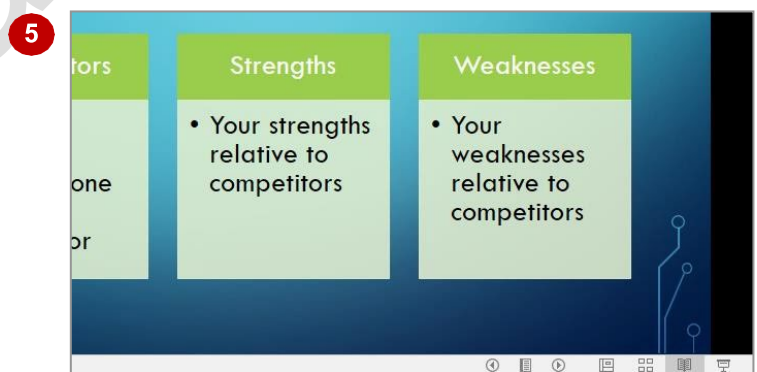 5
tors
Strengths
Weaknesses
one
or
• Your strengths
relative to
competitors
• Your
weaknesses
relative to
competitors